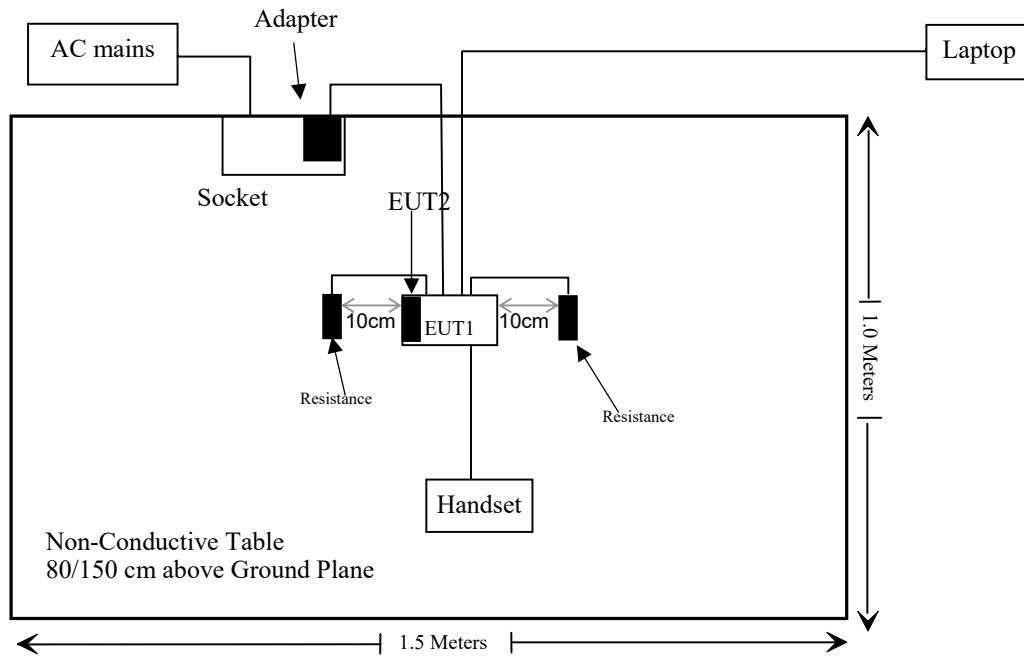 Adapter
AC mains
Laptop
Socket
EUT2
10cm
EUT1
10cm
Resistance
Resistance
1.0 Meters
Handset
Non-Conductive Table
80/150 cm above Ground Plane
1.5 Meters